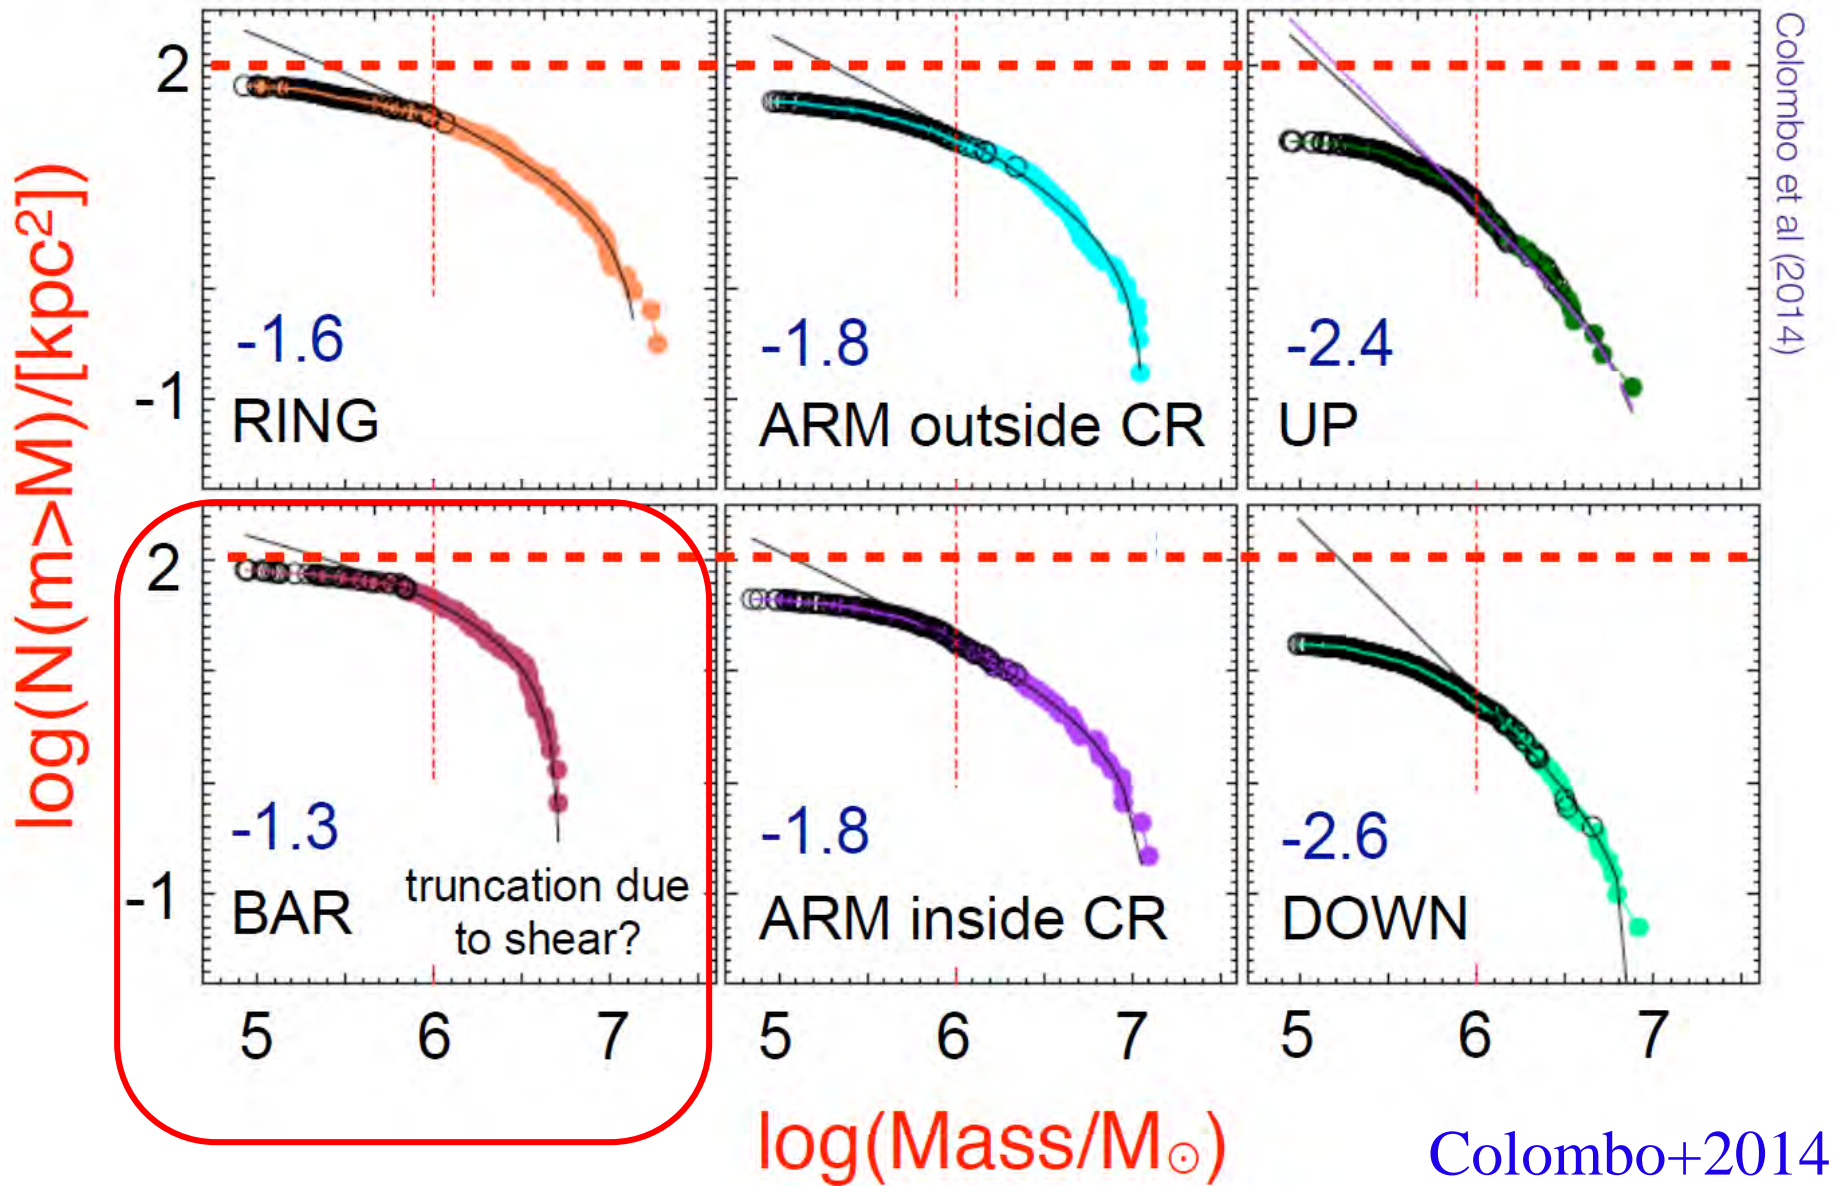 log(N(m>M)/[kpc²])
2
-1
-1.6
RING
-1.8
ARM outside CR
-2.4
UP
Colombo et al (2014)
2
-1
-1.3
BAR
truncation due
to shear?
-1.8
ARM inside CR
-2.6
DOWN
5 6 7 5 6 7 5 6 7
log(Mass/M☉)
Colombo+2014